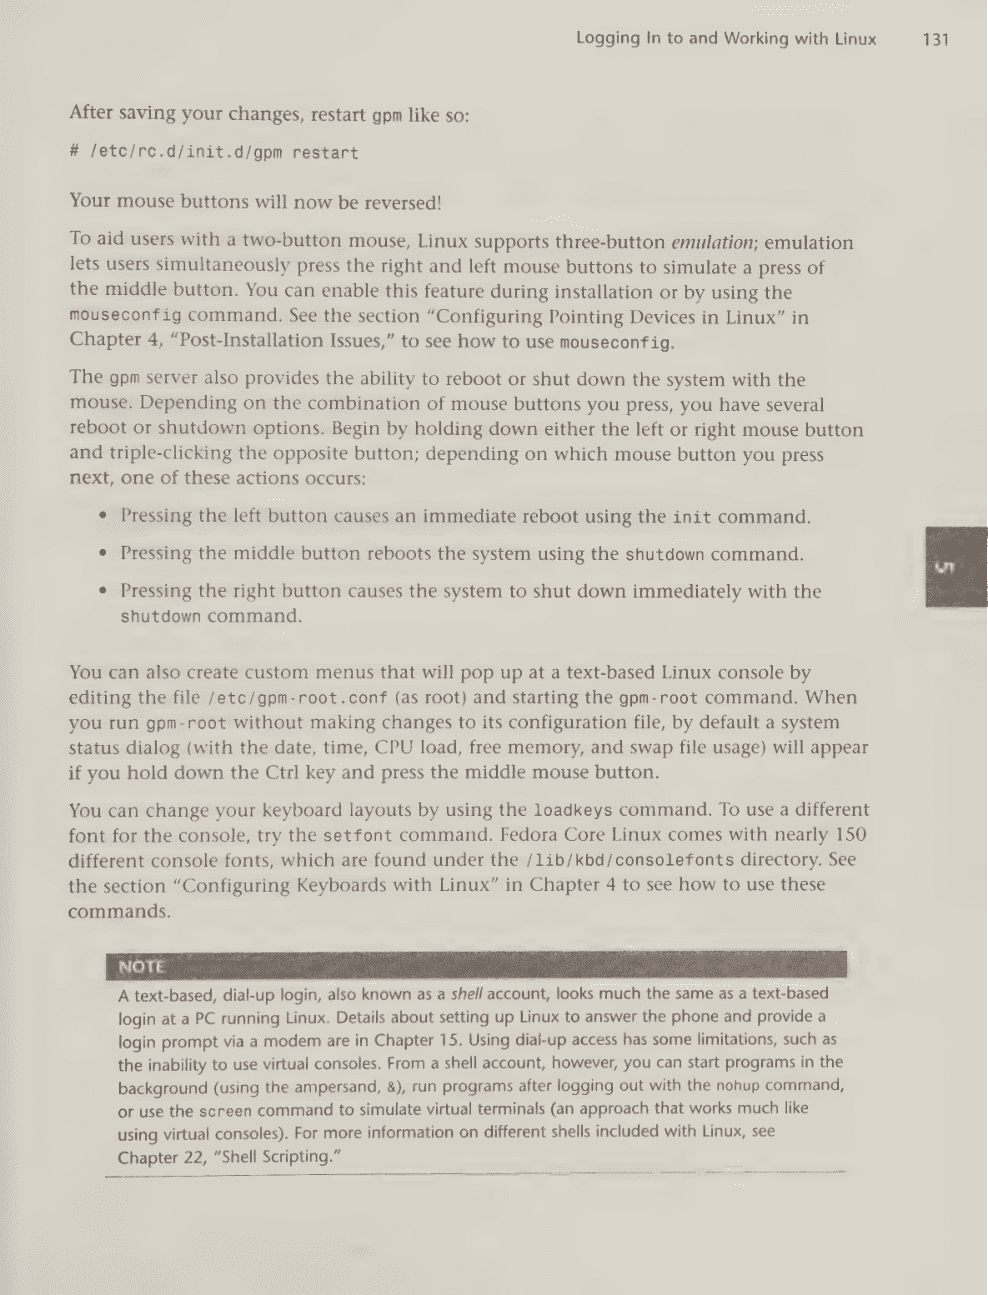 Logging In to and Working with Linux 131
After saving your changes, restart gpm like so:
# /etc/rc.d/init.d/gpm restart
Your mouse buttons will now be reversed!
To aid users with a two-button mouse, Linux supports three-button emulation; emulation
lets users simultaneously press the right and left mouse buttons to simulate a press of
the middle button. You can enable this feature during installation or by using the
mouseconfig command. See the section "Configuring Pointing Devices in Linux" in
Chapter 4, "Post-Installation Issues," to see how to use mouseconfig.
The gpm server also provides the ability to reboot or shut down the system with the
mouse. Depending on the combination of mouse buttons you press, you have several
reboot or shutdown options. Begin by holding down either the left or right mouse button
and triple-clicking the opposite button; depending on which mouse button you press
next, one of these actions occurs:
• Pressing the left button causes an immediate reboot using the init command.
• Pressing the middle button reboots the system using the shutdown command.
• Pressing the right button causes the system to shut down immediately with the
shutdown command.
5
You can also create custom menus that will pop up at a text-based Linux console by
editing the file /etc/gpm-root.conf (as root) and starting the gpm-root command. When
you run gpm-root without making changes to its configuration file, by default a system
status dialog (with the date, time, CPU load, free memory, and swap file usage) will appear
if you hold down the Ctrl key and press the middle mouse button.
You can change your keyboard layouts by using the loadkeys command. To use a different
font for the console, try the setfont command. Fedora Core Linux comes with nearly 150
different console fonts, which are found under the /lib/kbd/consolefonts directory. See
the section "Configuring Keyboards with Linux" in Chapter 4 to see how to use these
commands.
NOTE
A text-based, dial-up login, also known as a shell account, looks much the same as a text-based
login at a PC running Linux. Details about setting up Linux to answer the phone and provide a
login prompt via a modem are in Chapter 15. Using dial-up access has some limitations, such as
the inability to use virtual consoles. From a shell account, however, you can start programs in the
background (using the ampersand, &), run programs after logging out with the nohup command,
or use the screen command to simulate virtual terminals (an approach that works much like
using virtual consoles). For more information on different shells included with Linux, see
Chapter 22, "Shell Scripting."